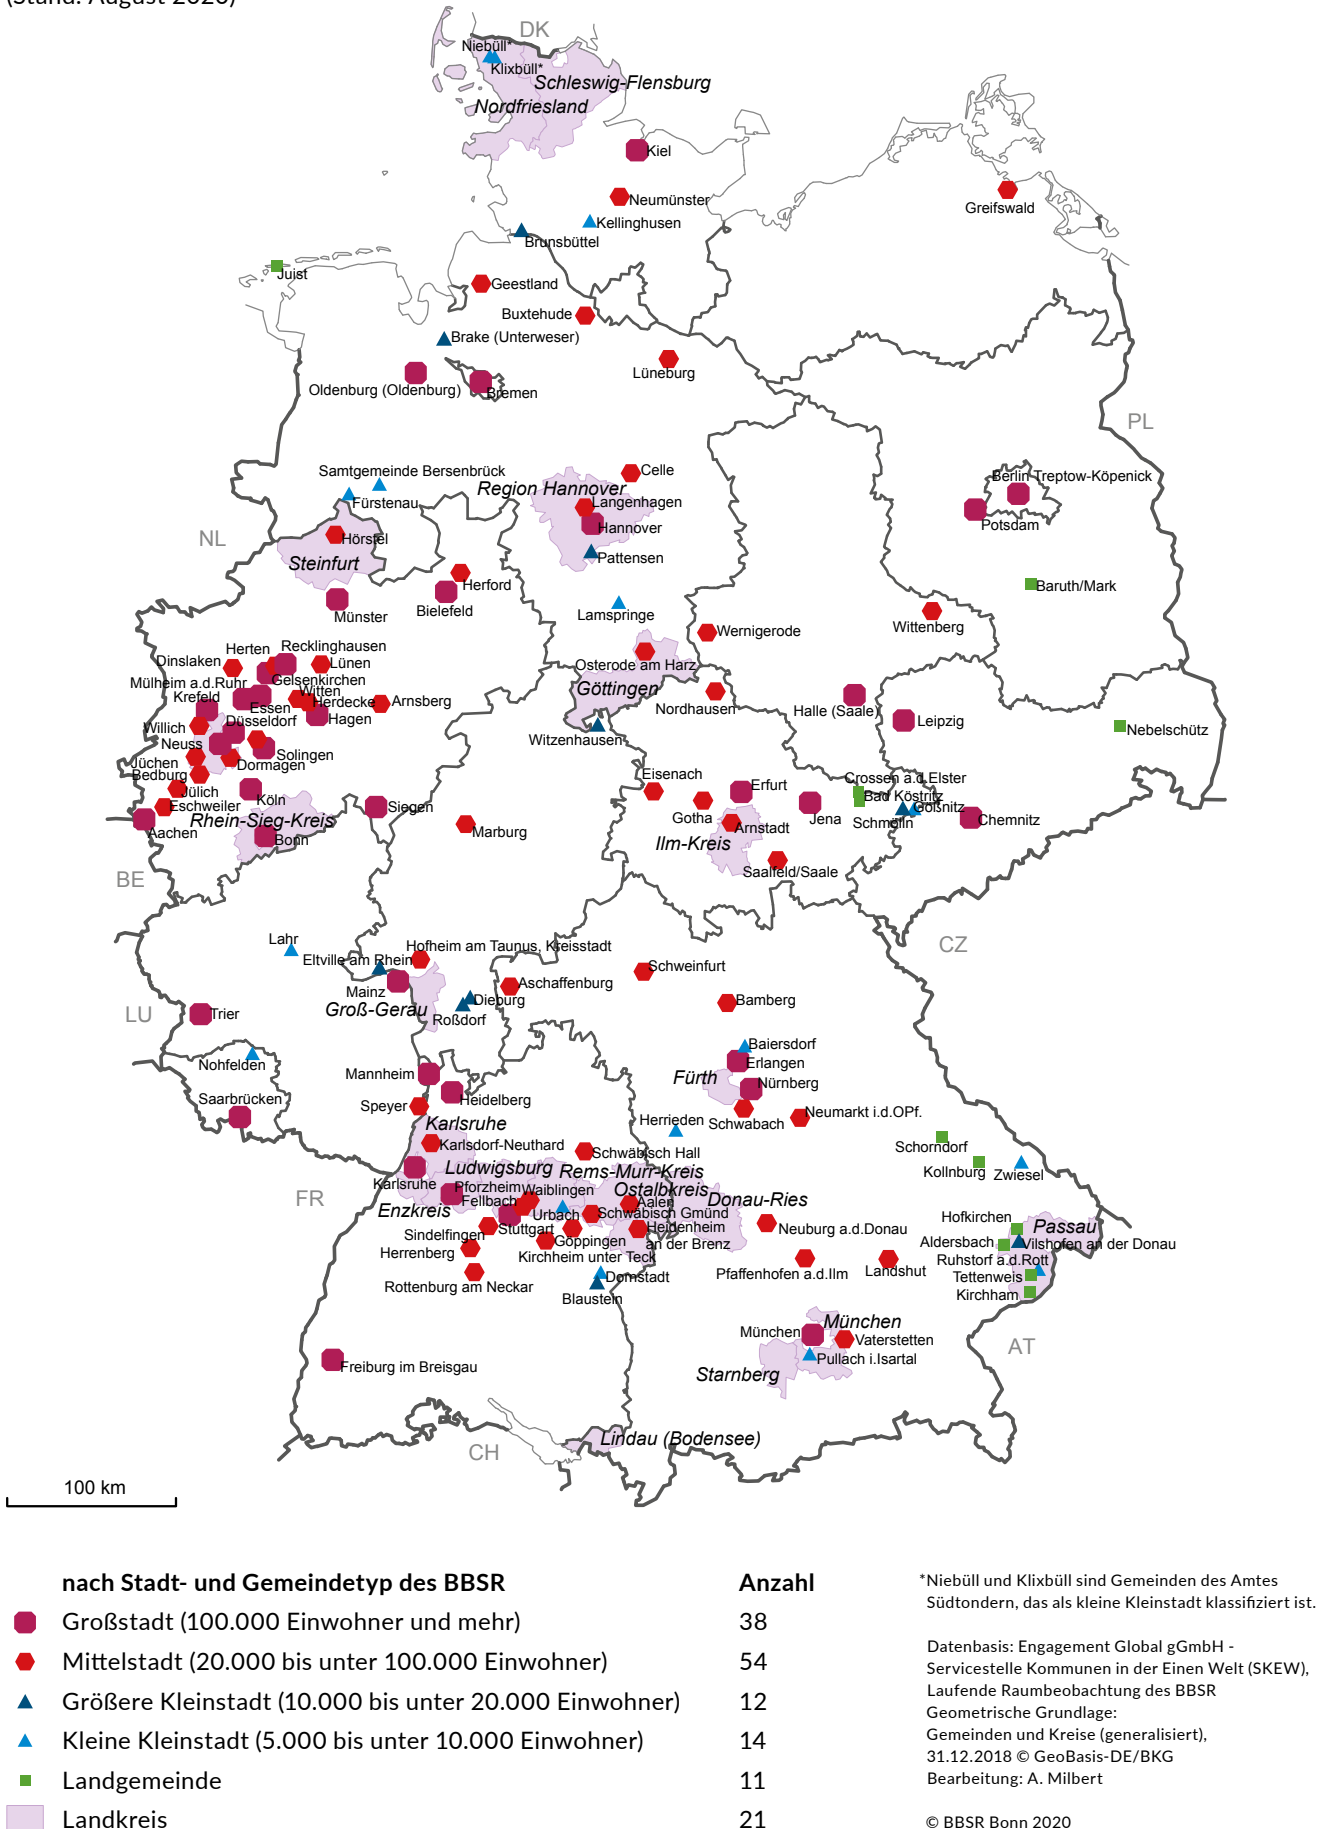 (Stand: August 2020)
DK
Niebüll*
Klixbüll*
Schleswig-Flensburg
Nordfriesland
Kiel
Neumünster
Greifswald
Kellinghusen
Brunsbüttel
Juist
Geestland
Buxtehude
Brake (Unterweser)
Lüneburg
Oldenburg (Oldenburg)
Bremen
PL
Samtgemeinde Bersenbrück
Celle
Berlin Treptow-Köpenick
Region Hannover
Fürstenau
Langenhagen
Potsdam
Hannover
NL
Hörstel
Steinfurt
Pattensen
Herford
Baruth/Mark
Bielefeld
Münster
Lamspringe
Wittenberg
Wernigerode
Herten
Recklinghausen
Dinslaken
Lünen
Osterode am Harz
Gelsenkirchen
Mülheim a.d.Ruhr
Göttingen
Witten
Krefeld
Herdecke
Arnsberg
Essen
Nordhausen
Halle (Saale)
Hagen
Düsseldorf
Leipzig
Willich
Nebelschütz
Neuss
Witzenhausen
Solingen
Jüchen
Dormagen
Bedburg
Eisenach
Crossen a.d.Elster
Erfurt
Jülich
Köln
Bad Köstritz
Eschweiler
Siegen
Gößnitz
Gotha
Jena
Schmölln
Chemnitz
Rhein-Sieg-Kreis
Aachen
Marburg
Arnstadt
Bonn
Ilm-Kreis
Saalfeld/Saale
BE
Lahr
Hofheim am Taunus, Kreisstadt
CZ
Eltville am Rhein
Schweinfurt
Aschaffenburg
Mainz
Dieburg
Bamberg
Groß-Gerau
LU
Trier
Roßdorf
Baiersdorf
Nohfelden
Erlangen
Mannheim
Fürth
Nürnberg
Saarbrücken
Heidelberg
Speyer
Neumarkt i.d.OPf.
Herrieden
Schwabach
Karlsruhe
Karlsdorf-Neuthard
Schorndorf
Schwäbisch Hall
Ludwigsburg
Rems-Murr-Kreis
Kollnburg
Zwiesel
Karlsruhe
Pforzheim
Waiblingen
Ostalbkreis
FR
Fellbach
Aalen
Donau-Ries
Enzkreis
Urbach
Schwäbisch Gmünd
Hofkirchen
Passau
Sindelfingen
Stuttgart
Heidenheim
an der Brenz
Neuburg a.d.Donau
Aldersbach
Vilshofen an der Donau
Göppingen
Herrenberg
Kirchheim unter Teck
Ruhstorf a.d.Rott
Pfaffenhofen a.d.Ilm
Landshut
Tettenweis
Rottenburg am Neckar
Dornstadt
Kirchham
Blaustein
München
München
Vaterstetten
AT
Freiburg im Breisgau
Pullach i.Isartal
Starnberg
Lindau (Bodensee)
CH
100 km
nach Stadt- und Gemeindetyp des BBSR Anzahl
Großstadt (100.000 Einwohner und mehr) 38
Mittelstadt (20.000 bis unter 100.000 Einwohner) 54
Größere Kleinstadt (10.000 bis unter 20.000 Einwohner) 12
Kleine Kleinstadt (5.000 bis unter 10.000 Einwohner) 14
Landgemeinde 11
Landkreis 21
*Niebüll und Klixbüll sind Gemeinden des Amtes
Südtondern, das als kleine Kleinstadt klassifiziert ist.
Datenbasis: Engagement Global gGmbH -
Servicestelle Kommunen in der Einen Welt (SKEW),
Laufende Raumbeobachtung des BBSR
Geometrische Grundlage:
Gemeinden und Kreise (generalisiert),
31.12.2018 © GeoBasis-DE/BKG
Bearbeitung: A. Milbert
© BBSR Bonn 2020